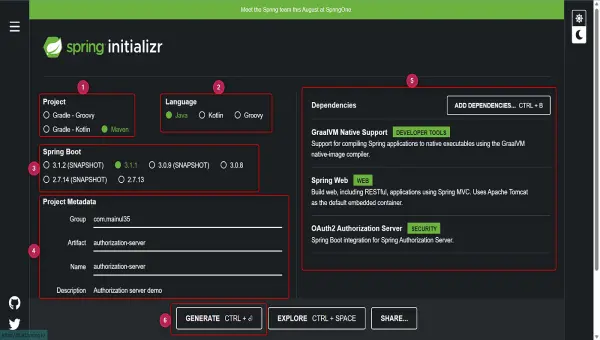 Meet the Spring team this August at SpringOne
spring initializr
1
2
5
Project
Language
Dependencies
ADD DEPENDENCIES... CTRL + B
Gradle - Groovy
Java
Kotlin
Groovy
Gradle - Kotlin
Maven
GraalVM Native Support DEVELOPER TOOLS
Support for compiling Spring applications to native executables using the GraalVM
native-image compiler.
3
Spring Boot
3.1.2 (SNAPSHOT)
3.1.1
3.0.9 (SNAPSHOT)
3.0.8
2.7.14 (SNAPSHOT)
2.7.13
Spring Web WEB
Build web, including RESTful, applications using Spring MVC. Uses Apache Tomcat
as the default embedded container.
4
Project Metadata
Group com.mainul35
Artifact authorization-server
Name authorization-server
Description Authorization server demo
OAuth2 Authorization Server SECURITY
Spring Boot integration for Spring Authorization Server.
6
GENERATE CTRL + ⏎
EXPLORE CTRL + SPACE
SHARE...